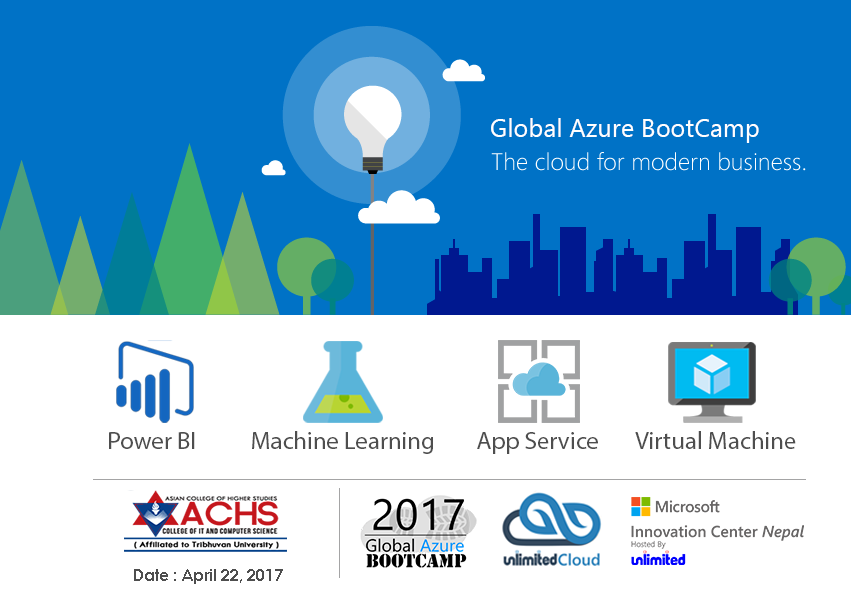 Global Azure BootCamp
The cloud for modern business.
Power BI
Machine Learning
App Service
Virtual Machine
ASIAN COLLEGE OF HIGHER STUDIES
ACHS
COLLEGE OF IT AND COMPUTER SCIENCE
( Affiliated to Tribhuvan University )
Date : April 22, 2017
2017
Global Azure
BOOTCAMP
unlimitedCloud
Microsoft
Innovation Center Nepal
Hosted By
unlimited